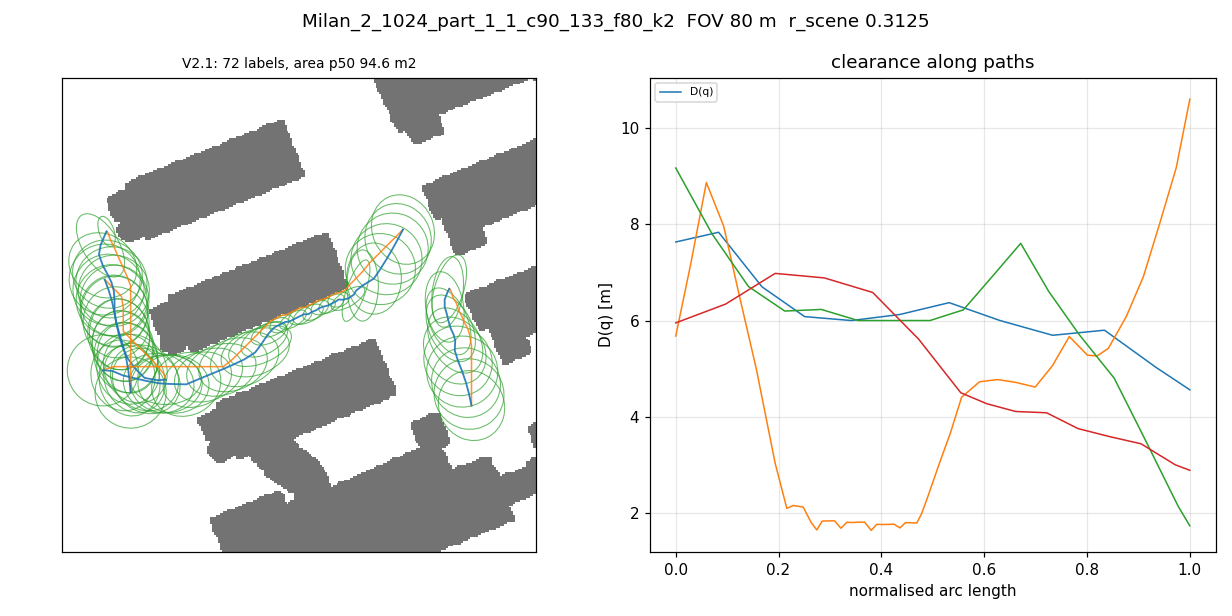 Milan_2_1024_part_1_1_c90_133_f80_k2  FOV 80 m  r_scene 0.3125
V2.1: 72 labels, area p50 94.6 m2
clearance along paths
D(q)
10
8
6
4
2
D(q) [m]
0.0 0.2 0.4 0.6 0.8 1.0
normalised arc length